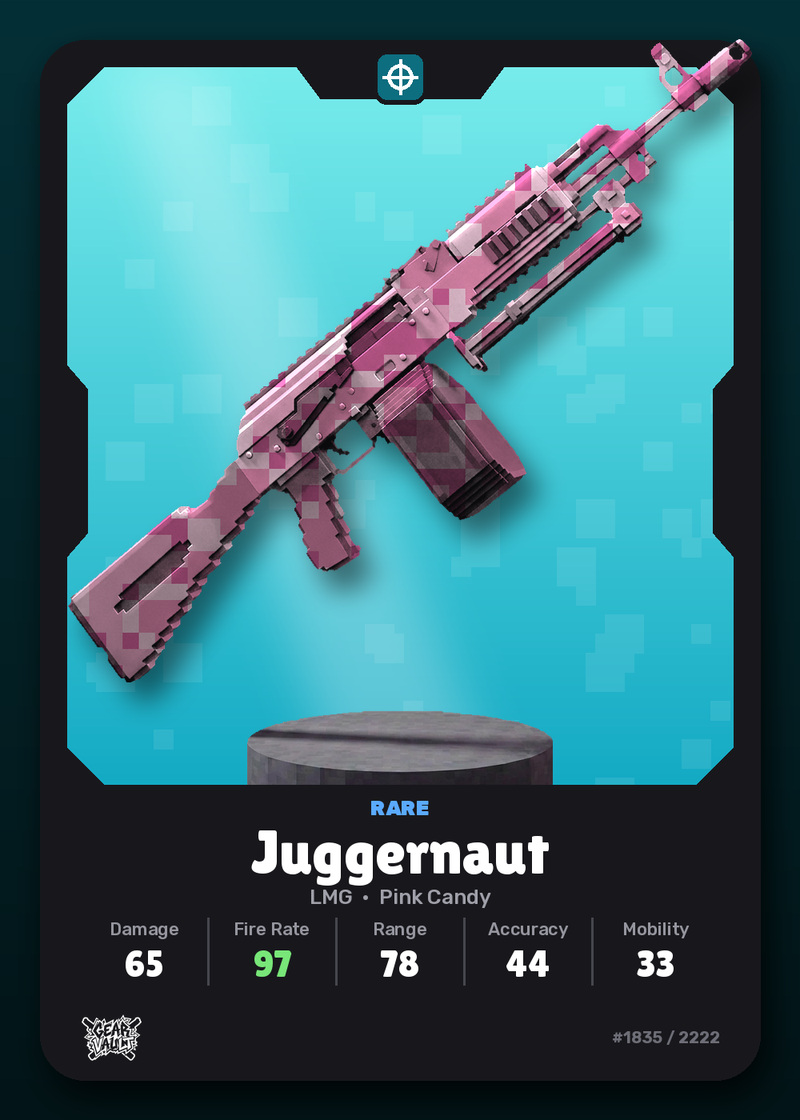 RARE
Juggernaut
LMG • Pink Candy
Damage Fire Rate Range Accuracy Mobility
65 97 78 44 33
GEAR
VAULT
#1835 / 2222